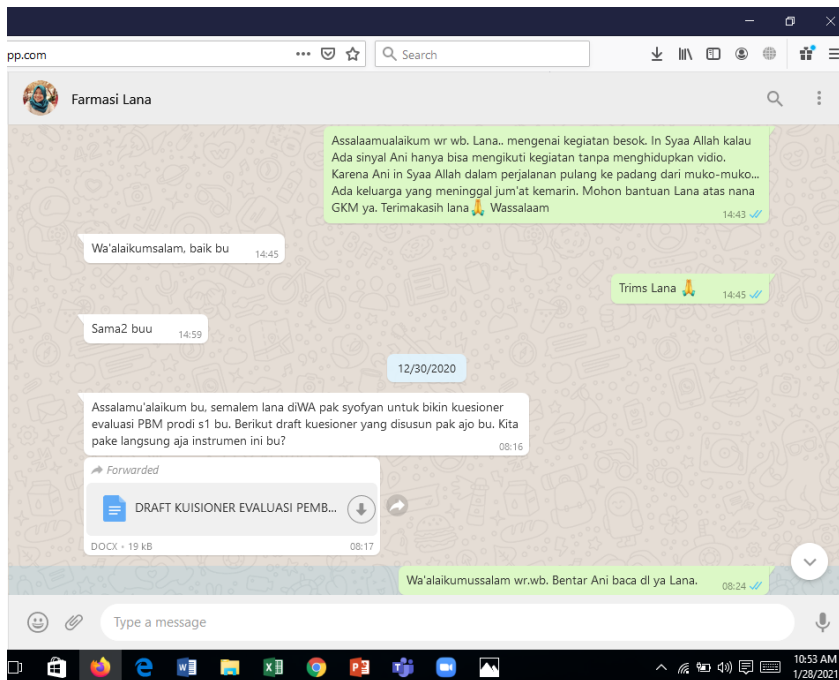 pp.com
Search
Farmasi Lana
Assalaamualaikum wr wb. Lana.. mengenai kegiatan besok. In Syaa Allah kalau
Ada sinyal Ani hanya bisa mengikuti kegiatan tanpa menghidupkan vidio.
Karena Ani in Syaa Allah dalam perjalanan pulang ke padang dari muko-muko...
Ada keluarga yang meninggal jum'at kemarin. Mohon bantuan Lana atas nana
GKM ya. Terimakasih lana🙏 Wassalaam
14:43
Wa'alaikumsalam, baik bu
14:45
Trims Lana 🙏
14:45
Sama2 buu
14:59
12/30/2020
Assalamu'alaikum bu, semalem lana diWA pak syofyan untuk bikin kuesioner
evaluasi PBM prodi s1 bu. Berikut draft kuesioner yang disusun pak ajo bu. Kita
pake langsung aja instrumen ini bu?
08:16
Forwarded
DRAFT KUISIONER EVALUASI PEMB...
DOCX • 19 kB
08:17
Wa'alaikumussalam wr.wb. Bentar Ani baca dl ya Lana.
08:24
Type a message
10:53 AM
1/28/2021